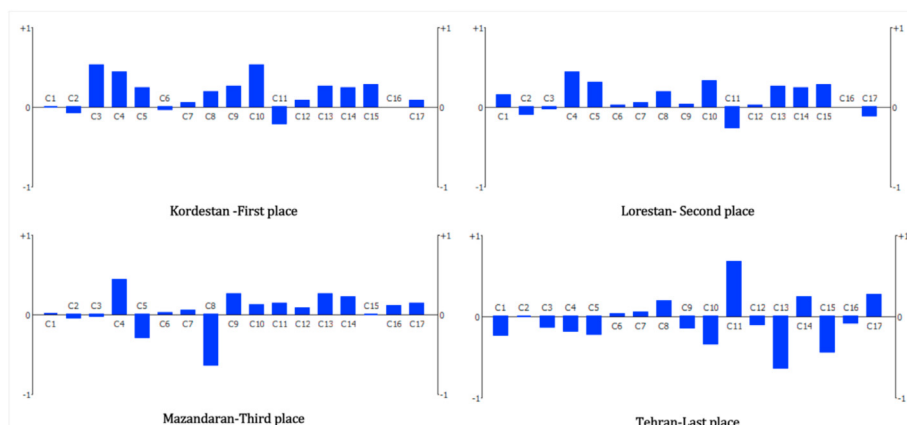 +1 +1 +1 +1
C1 C2 C6 C11 C16
0 0
C3 C4 C5 C7 C8 C9 C10 C12 C13 C14 C15 C17
C2 C3 C11 C16 C17
0 0
C1 C4 C5 C6 C7 C8 C9 C10 C12 C13 C14 C15
-1 -1 -1 -1
Kordestan -First place
Lorestan- Second place
+1 +1 +1 +1
C2 C3 C5 C8 C15
0 0
C1 C4 C6 C7 C9 C10 C11 C12 C13 C14 C16 C17
C1 C2 C3 C4 C5 C9 C10 C12 C13 C15 C16
0 0
C6 C7 C8 C11 C14 C17
-1 -1 -1 -1
Mazandaran-Third place
Tehran-Last place